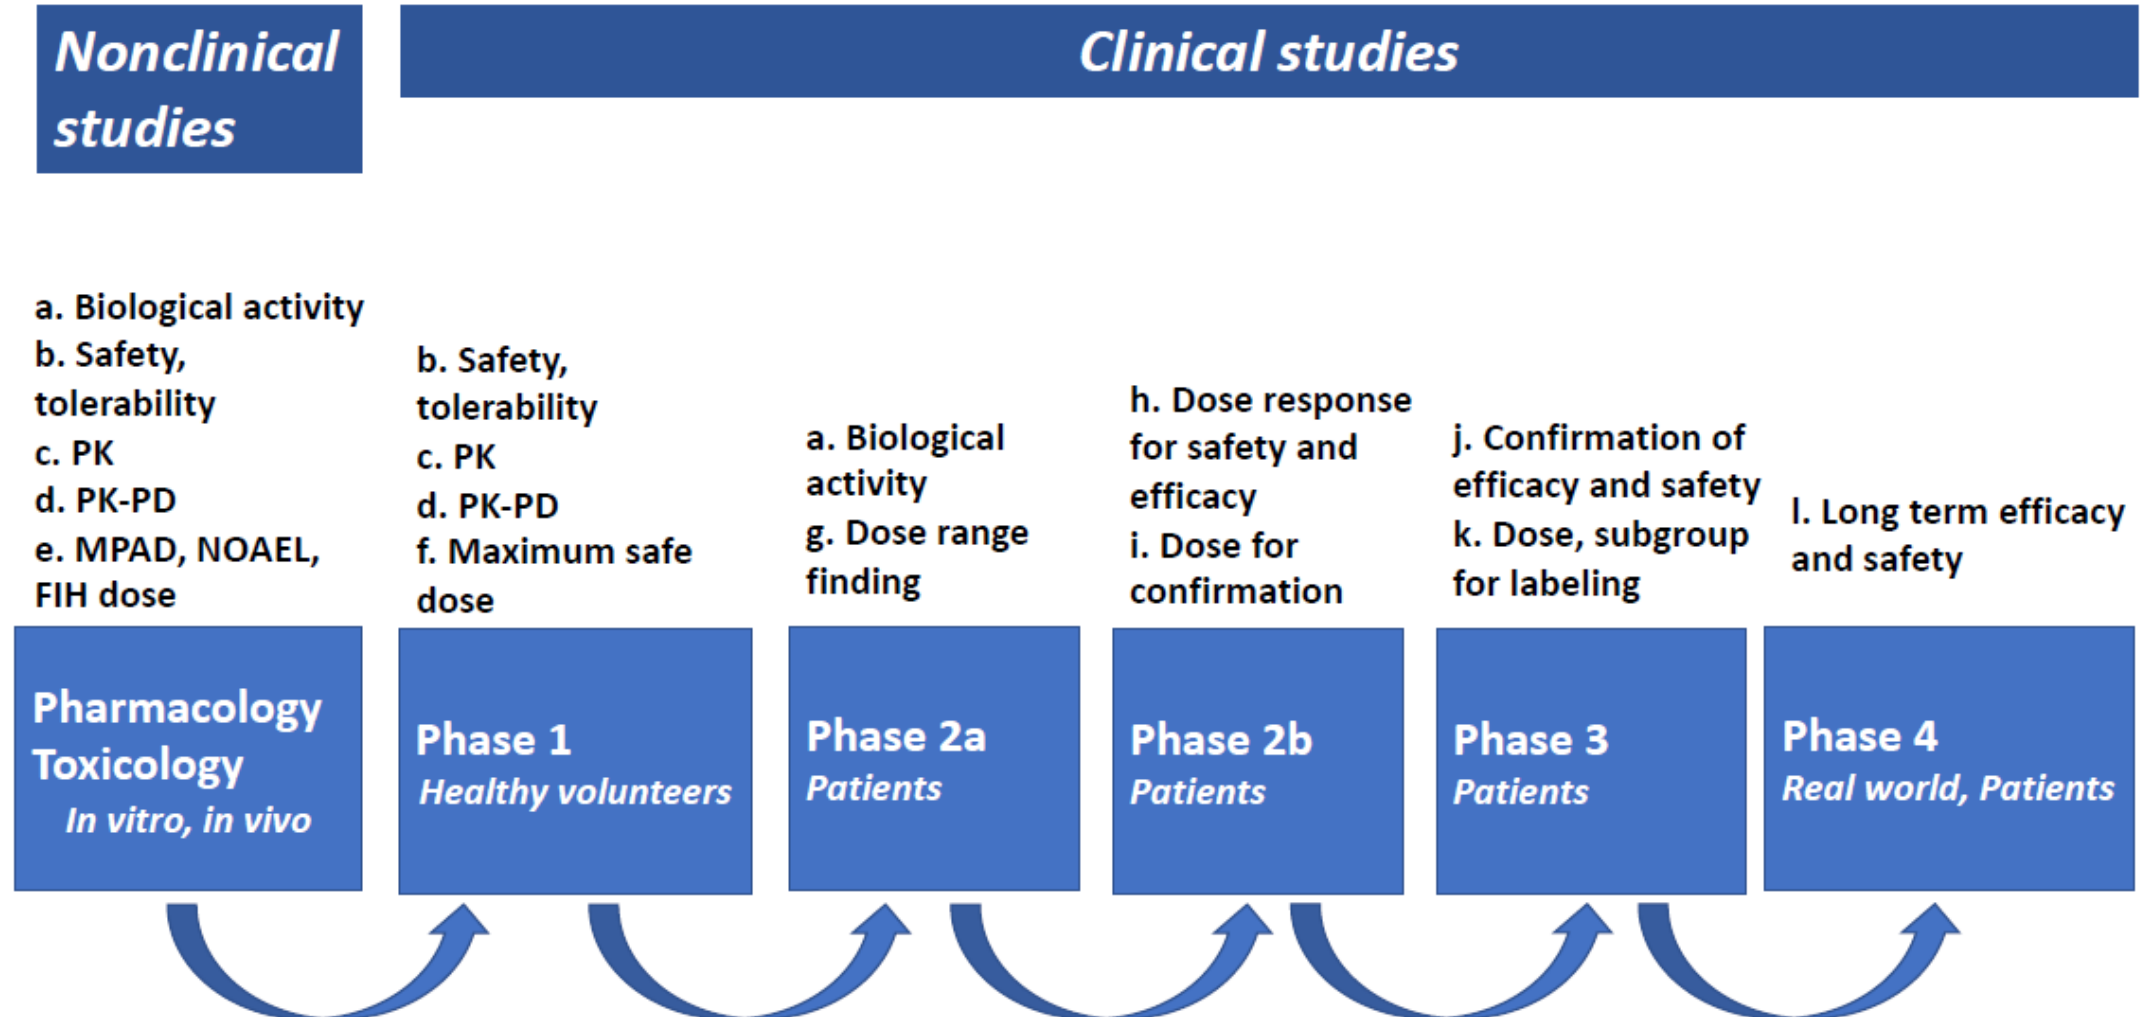 Nonclinical
studies
Clinical studies
a. Biological activity
b. Safety,
tolerability
c. PK
d. PK-PD
e. MPAD, NOAEL,
FIH dose
b. Safety,
tolerability
c. PK
d. PK-PD
f. Maximum safe
dose
a. Biological
activity
g. Dose range
finding
h. Dose response
for safety and
efficacy
i. Dose for
confirmation
j. Confirmation of
efficacy and safety
k. Dose, subgroup
for labeling
l. Long term efficacy
and safety
Pharmacology
Toxicology
In vitro, in vivo
Phase 1
Healthy volunteers
Phase 2a
Patients
Phase 2b
Patients
Phase 3
Patients
Phase 4
Real world, Patients